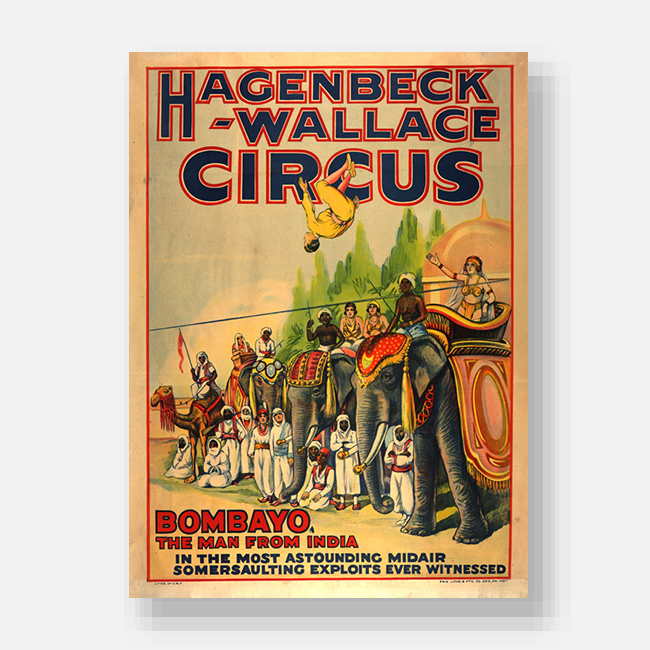 HAGENBECK
-WALLACE
CIRCUS
BOMBAYO,
THE MAN FROM INDIA
IN THE MOST ASTOUNDING MIDAIR
SOMERSAULTING EXPLOITS EVER WITNESSED